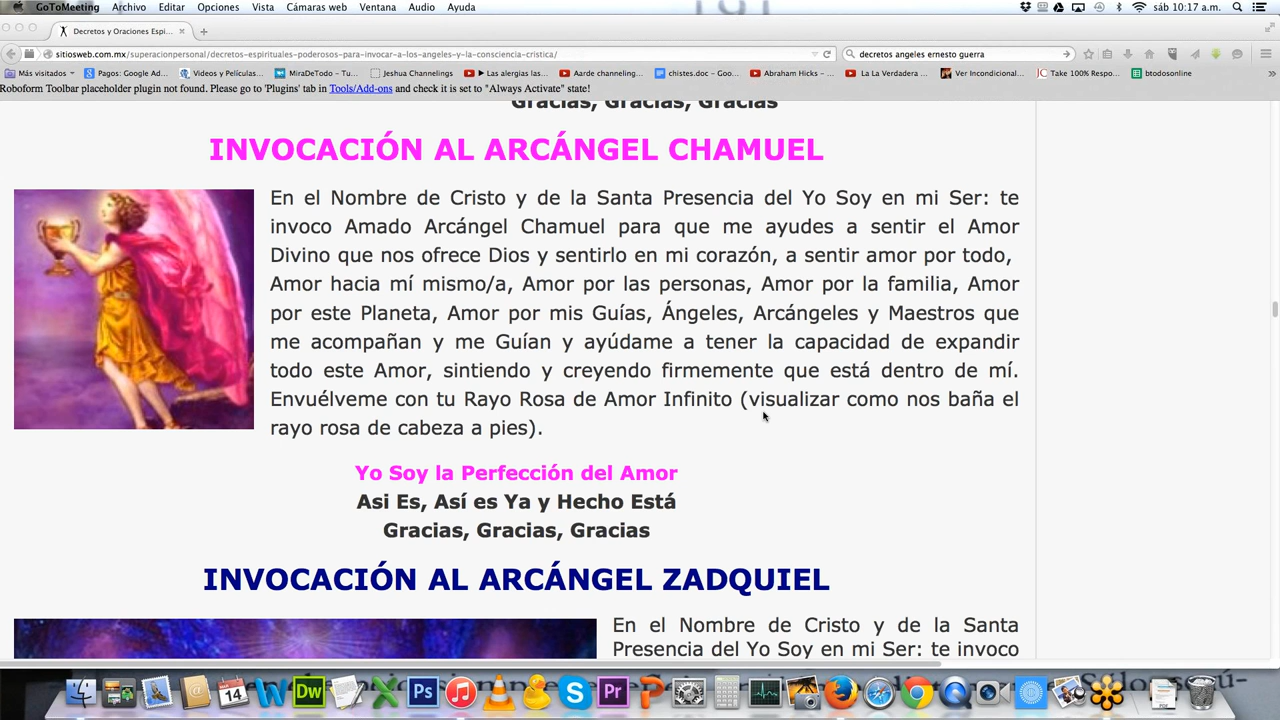 GoToMeeting Archivo Editar Opciones Vista Cámaras web Ventana Audio Ayuda sáb 10:17 a.m.
Decretos y Oraciones Espi...
sitiosweb.com.mx/superacionpersonal/decretos-espirituales-poderosos-para-invocar-a-los-angeles-y-la-consciencia-cristica/ decretos angeles ernesto guerra
Más visitados Pagos: Google Ad... Videos y Películas... MiraDeTodo - Tu... Jeshua Channelings ▶ Las alergias las... Aarde channeling... chistes.doc - Goo... Abraham Hicks - ... La La Verdadera ... Ver Incondicional... Take 100% Respo... btodosonline »
Roboform Toolbar placeholder plugin not found. Please go to 'Plugins' tab in Tools/Add-ons and check it is set to "Always Activate" state!
Gracias, Gracias, Gracias
INVOCACIÓN AL ARCÁNGEL CHAMUEL
En el Nombre de Cristo y de la Santa Presencia del Yo Soy en mi Ser: te
invoco Amado Arcángel Chamuel para que me ayudes a sentir el Amor
Divino que nos ofrece Dios y sentirlo en mi corazón, a sentir amor por todo,
Amor hacia mí mismo/a, Amor por las personas, Amor por la familia, Amor
por este Planeta, Amor por mis Guías, Ángeles, Arcángeles y Maestros que
me acompañan y me Guían y ayúdame a tener la capacidad de expandir
todo este Amor, sintiendo y creyendo firmemente que está dentro de mí.
Envuélveme con tu Rayo Rosa de Amor Infinito (visualizar como nos baña el
rayo rosa de cabeza a pies).
Yo Soy la Perfección del Amor
Asi Es, Así es Ya y Hecho Está
Gracias, Gracias, Gracias
INVOCACIÓN AL ARCÁNGEL ZADQUIEL
En el Nombre de Cristo y de la Santa
Presencia del Yo Soy en mi Ser: te invoco
14 Dw Ps Pr